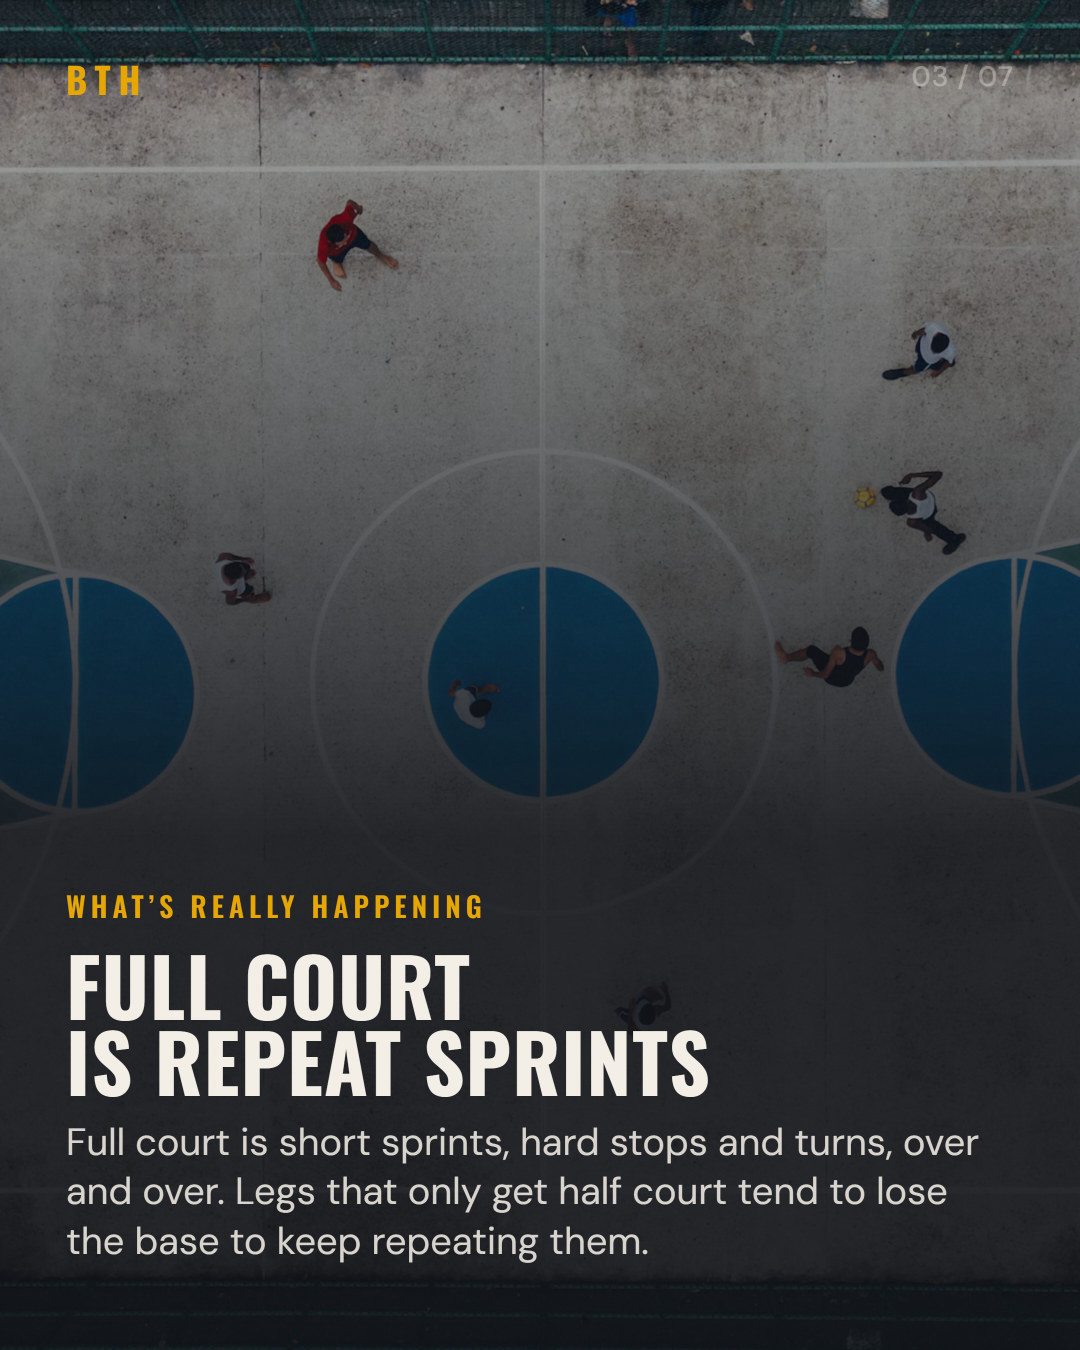 BTH
03 / 07
WHAT’S REALLY HAPPENING
FULL COURT
IS REPEAT SPRINTS
Full court is short sprints, hard stops and turns, over
and over. Legs that only get half court tend to lose
the base to keep repeating them.